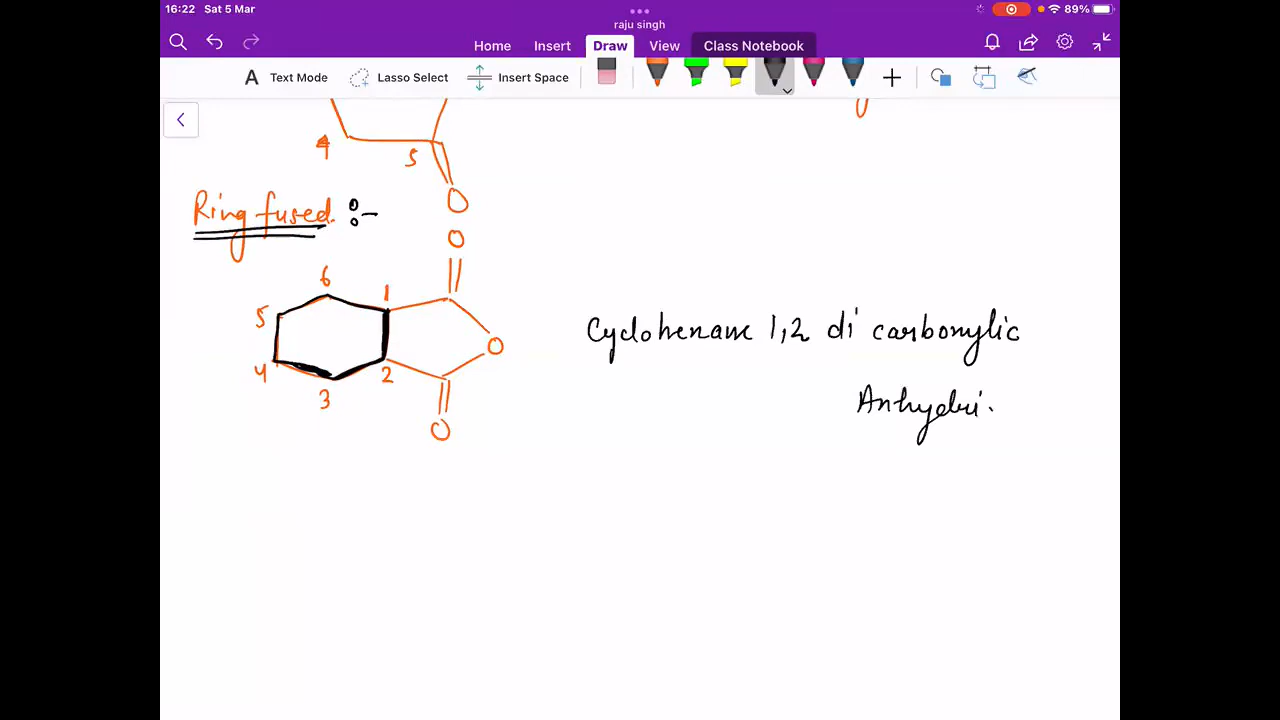 16:22 Sat 5 Mar
89%
raju singh
Home Insert Draw View Class Notebook
Text Mode Lasso Select Insert Space
4
5
O
Ring fused :-
O
6
1
5
O
4
2
3
O
Cyclohexane 1,2 di carbonylic
Anhydri.